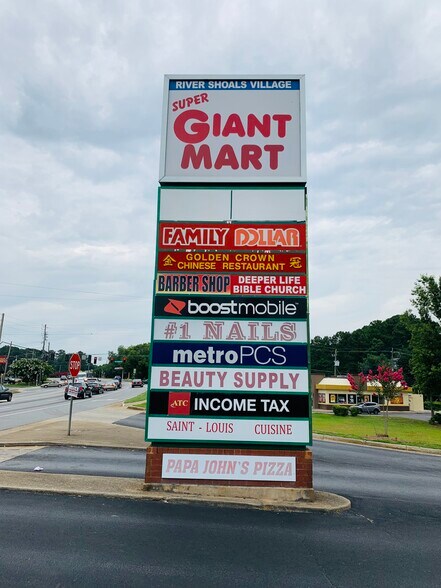 RIVER SHOALS VILLAGE
SUPER
GIANT
MART
FAMILY DOLLAR
金 GOLDEN CROWN
CHINESE RESTAURANT
BARBER SHOP
DEEPER LIFE
BIBLE CHURCH
boostmobile
#1 NAILS
metroPCS
BEAUTY SUPPLY
ATC INCOME TAX
SAINT - LOUIS CUISINE
PAPA JOHN'S PIZZA
STOP